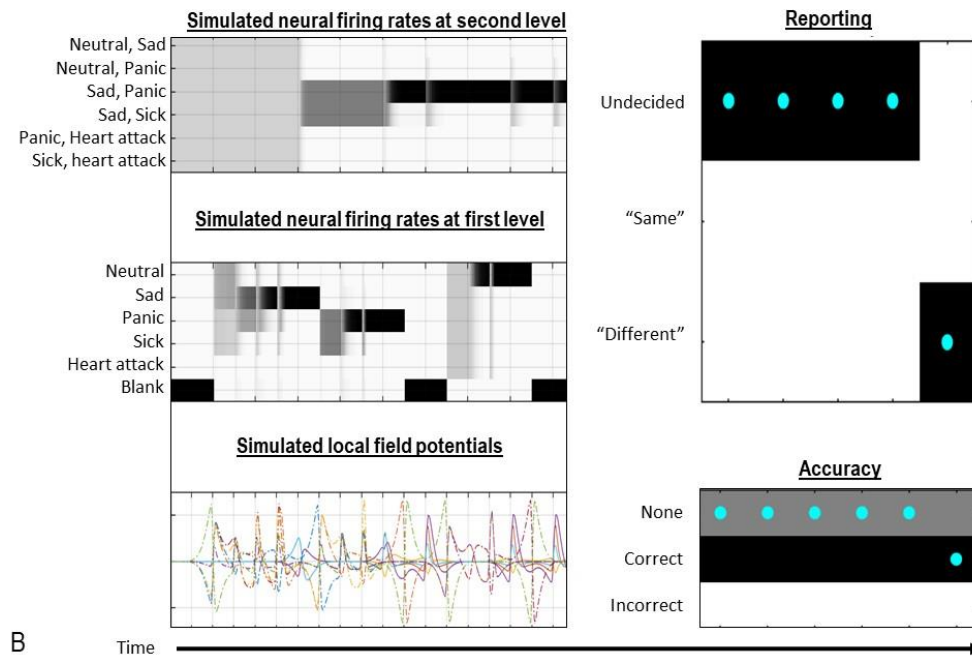 Simulated neural firing rates at second level
Neutral, Sad
Neutral, Panic
Sad, Panic
Sad, Sick
Panic, Heart attack
Sick, heart attack
Simulated neural firing rates at first level
Neutral
Sad
Panic
Sick
Heart attack
Blank
Simulated local field potentials
Reporting
Undecided
“Same”
“Different”
Accuracy
None
Correct
Incorrect
B
Time